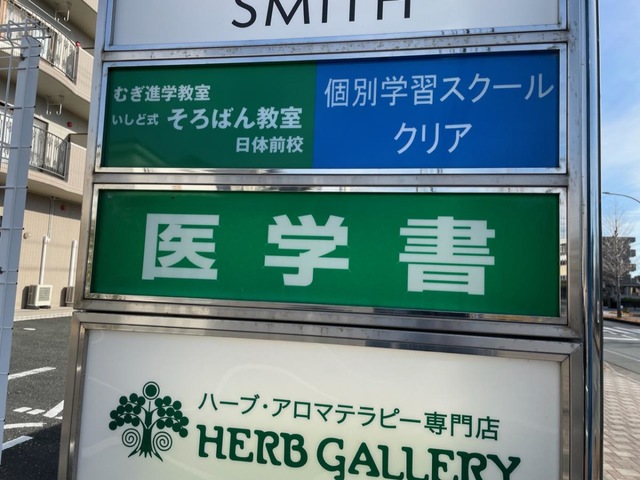 SMITH
むぎ進学教室
いしど式 そろばん教室
日体前校
個別学習スクール
クリア
医学書
ハーブ・アロマテラピー専門店
HERB GALLERY